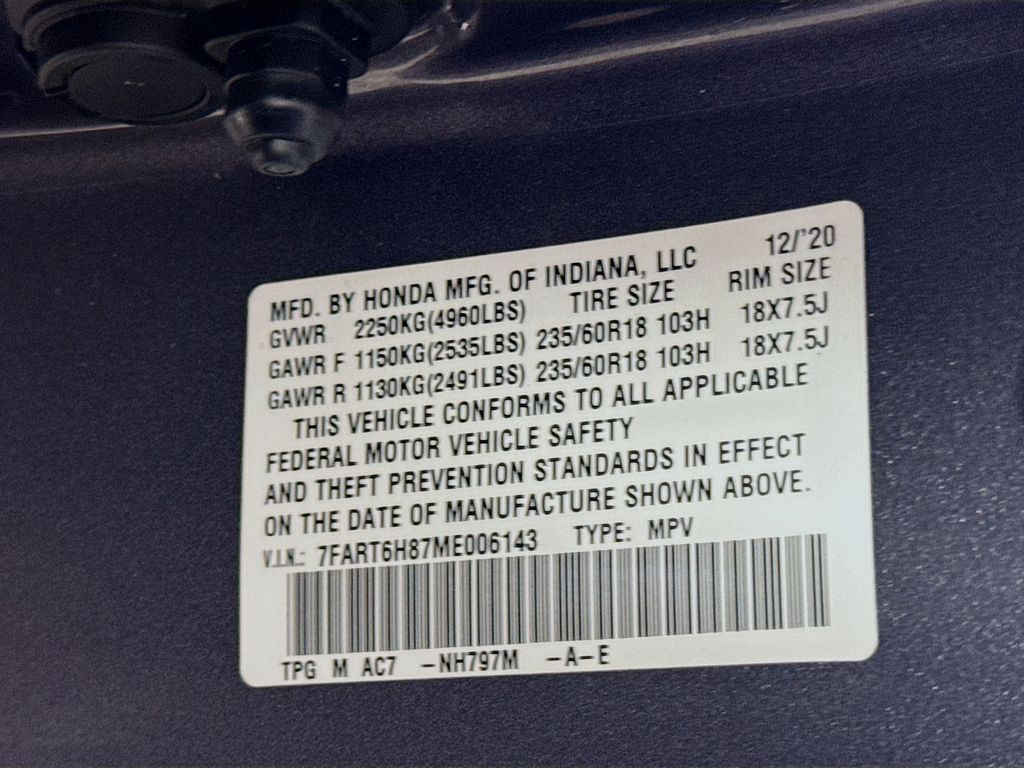 MFD. BY HONDA MFG. OF INDIANA, LLC 12/'20
GVWR 2250KG(4960LBS) TIRE SIZE RIM SIZE
GAWR F 1150KG(2535LBS) 235/60R18 103H 18X7.5J
GAWR R 1130KG(2491LBS) 235/60R18 103H 18X7.5J
THIS VEHICLE CONFORMS TO ALL APPLICABLE
FEDERAL MOTOR VEHICLE SAFETY
AND THEFT PREVENTION STANDARDS IN EFFECT
ON THE DATE OF MANUFACTURE SHOWN ABOVE.
V.I.N.: 7FART6H87ME006143 TYPE: MPV
TPG M AC7 -NH797M -A-E